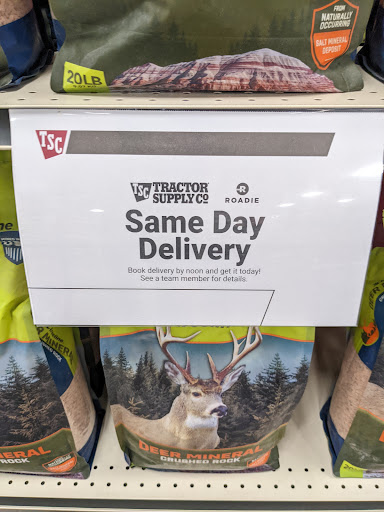 FROM
NATURALLY
OCCURRING
SALT MINERAL
DEPOSIT
20LB
TSC
TSC TRACTOR SUPPLY CO
R ROADIE
Same Day
Delivery
Book delivery by noon and get it today!
See a team member for details.
MINERAL
ROCK
DEER MINERAL
CRUSHED ROCK